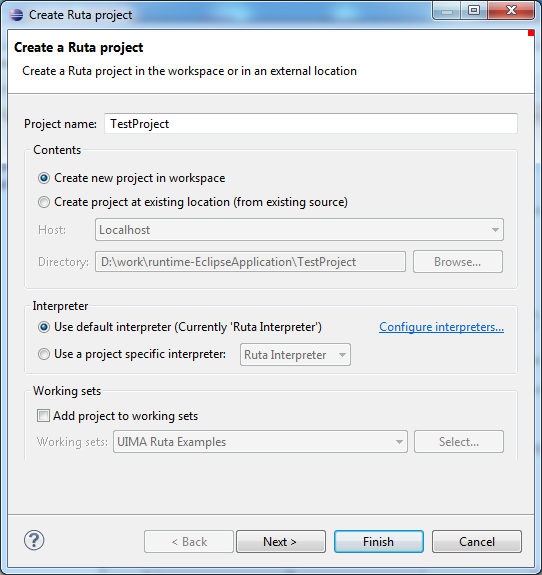 Create Ruta project
Create a Ruta project
Create a Ruta project in the workspace or in an external location
Project name: TestProject
Contents
Create new project in workspace
Create project at existing location (from existing source)
Host: Localhost
Directory: D:\work\runtime-EclipseApplication\TestProject Browse...
Interpreter
Use default interpreter (Currently 'Ruta Interpreter') Configure interpreters...
Use a project specific interpreter: Ruta Interpreter
Working sets
Add project to working sets
Working sets: UIMA Ruta Examples Select...
? < Back Next > Finish Cancel